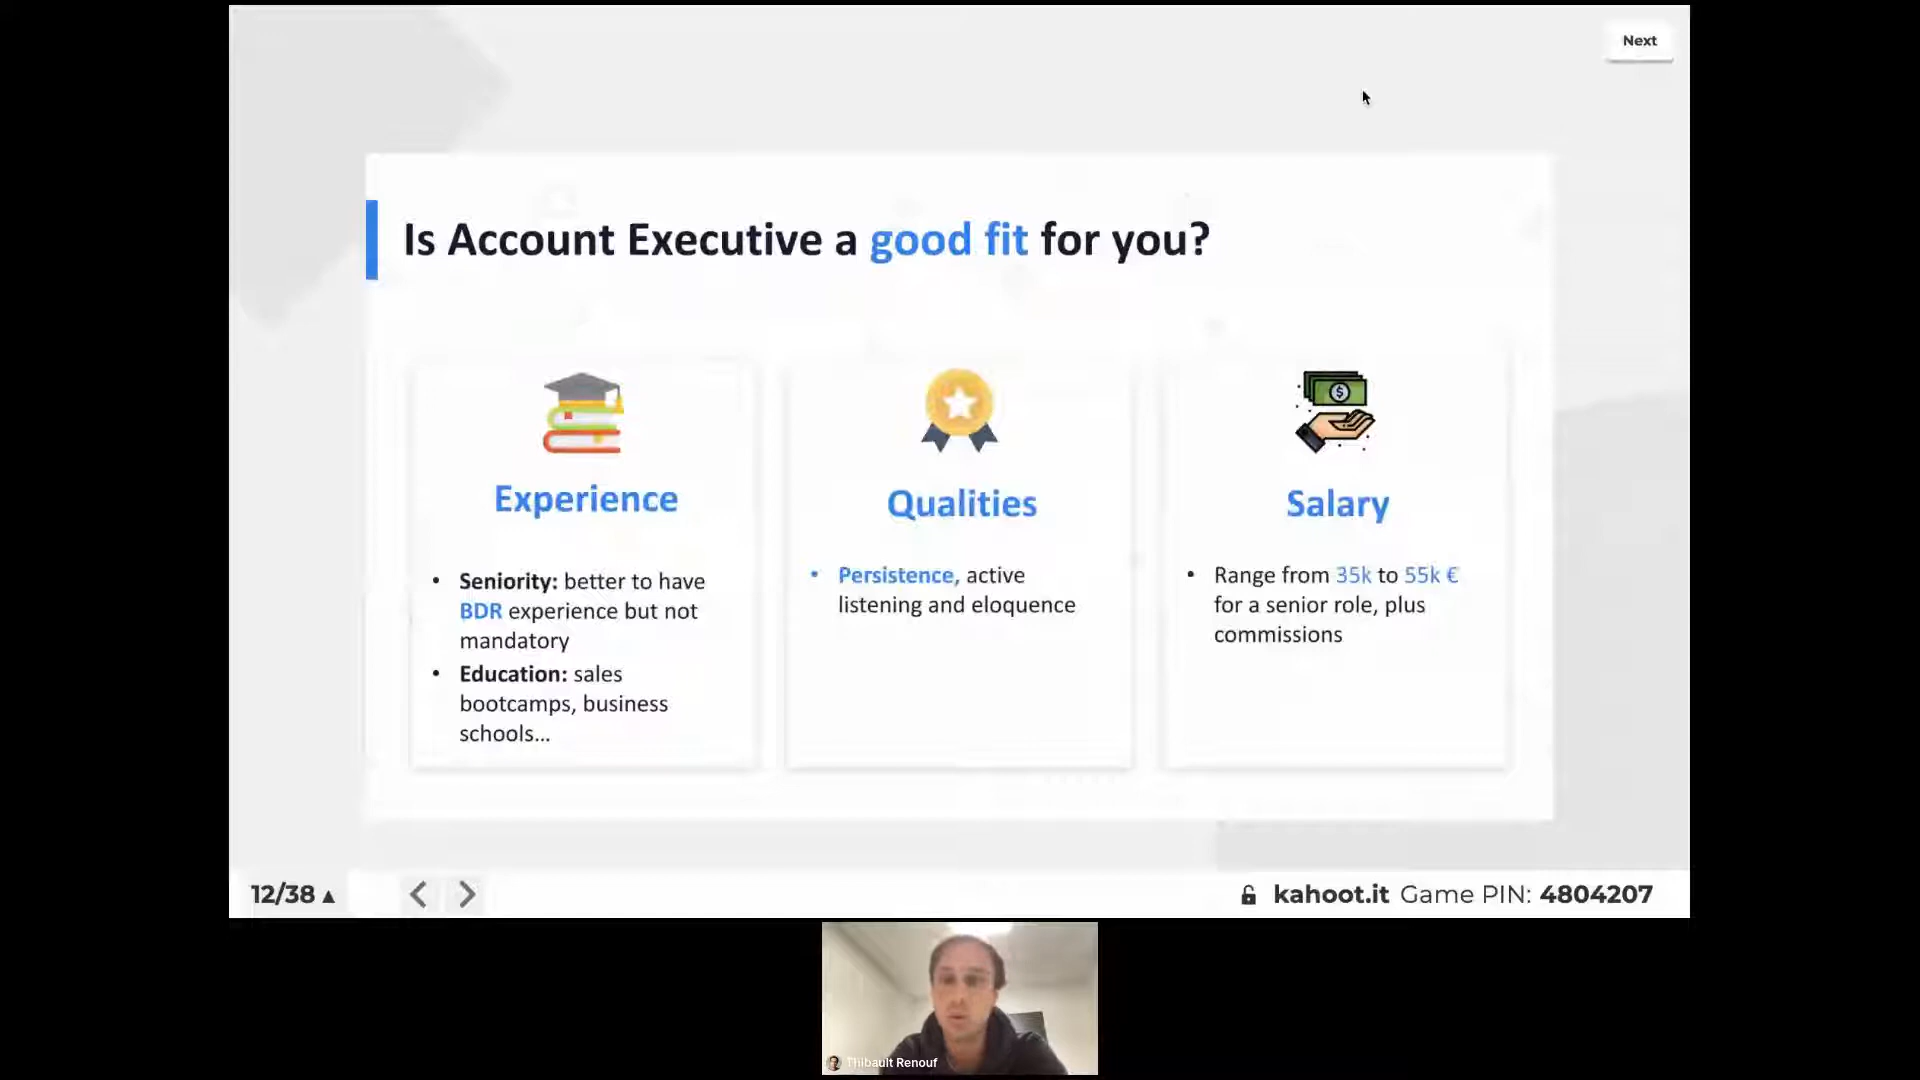 Next
Is Account Executive a good fit for you?
Experience
• Seniority: better to have
BDR experience but not
mandatory
• Education: sales
bootcamps, business
schools...
Qualities
• Persistence, active
listening and eloquence
Salary
• Range from 35k to 55k €
for a senior role, plus
commissions
12/38 ▲
kahoot.it Game PIN: 4804207
Thibault Renouf